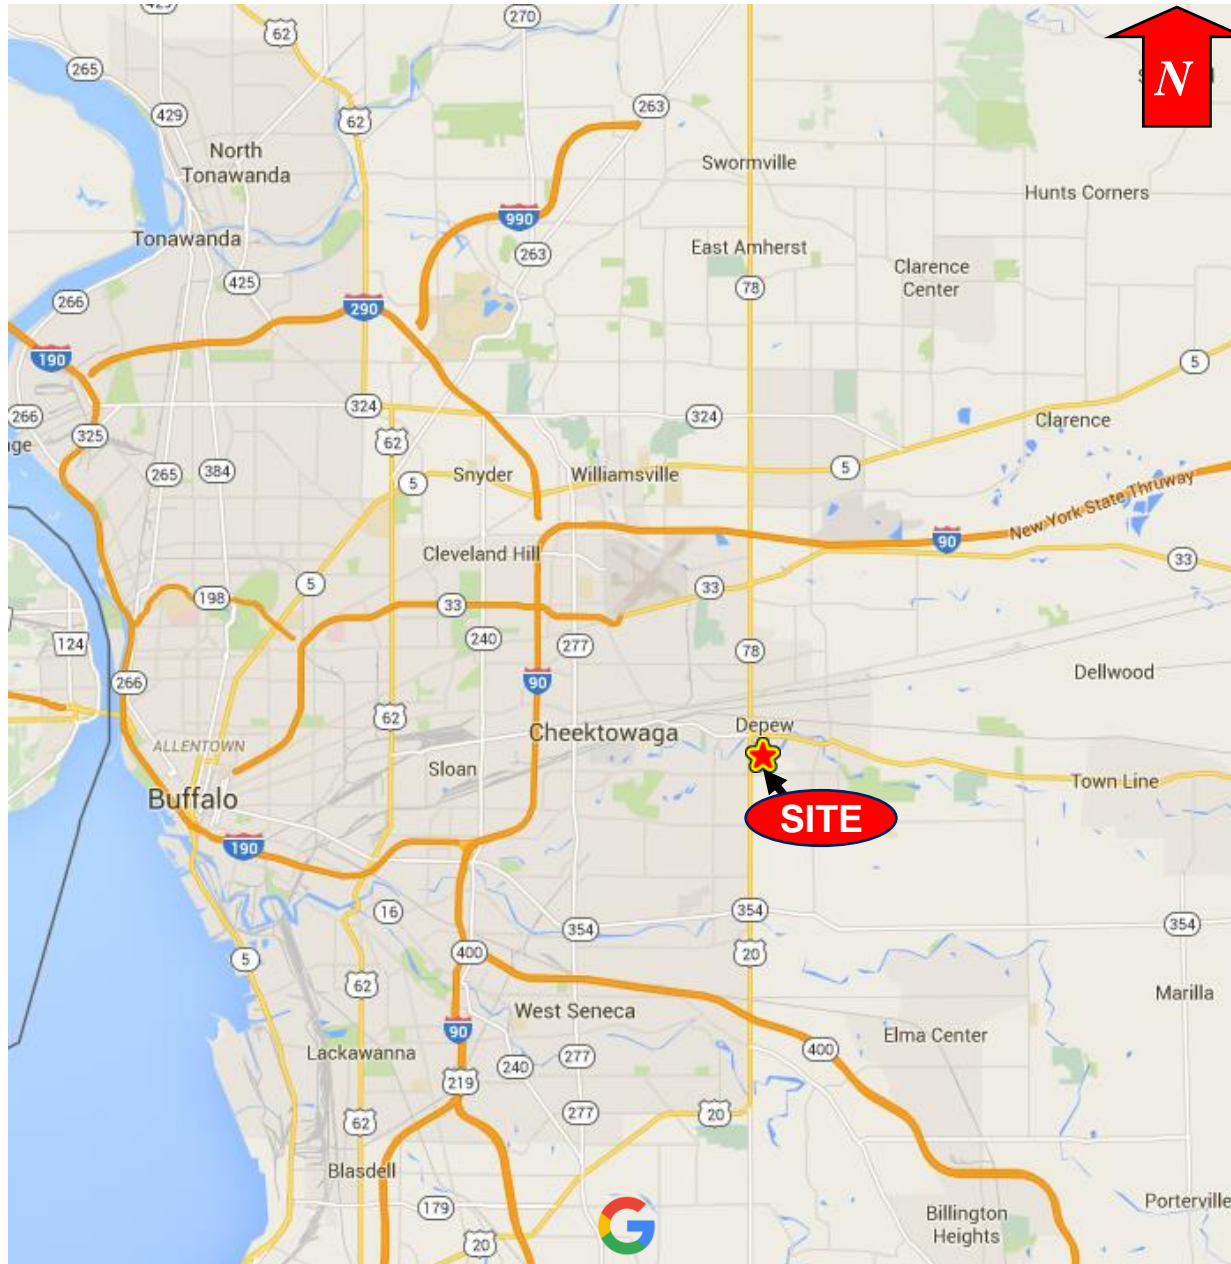 270
62
265
263
N
429
62
North
Tonawanda
Swormville
Hunts Corners
990
Tonawanda
263
East Amherst
Clarence
Center
425
78
266
290
5
190
324
266
324
Clarence
325
62
265
384
5
Snyder
Williamsville
5
New York State Thruway
Cleveland Hill
90
33
5
33
198
33
240
277
124
78
Dellwood
266
90
62
Cheektowaga
Depew
ALLENTOWN
Sloan
Town Line
Buffalo
SITE
190
16
354
354
354
400
20
5
62
Marilla
West Seneca
90
Elma Center
Lackawanna
277
400
240
219
277
20
62
Blasdell
179
Porterville
Billington
Heights
20
G